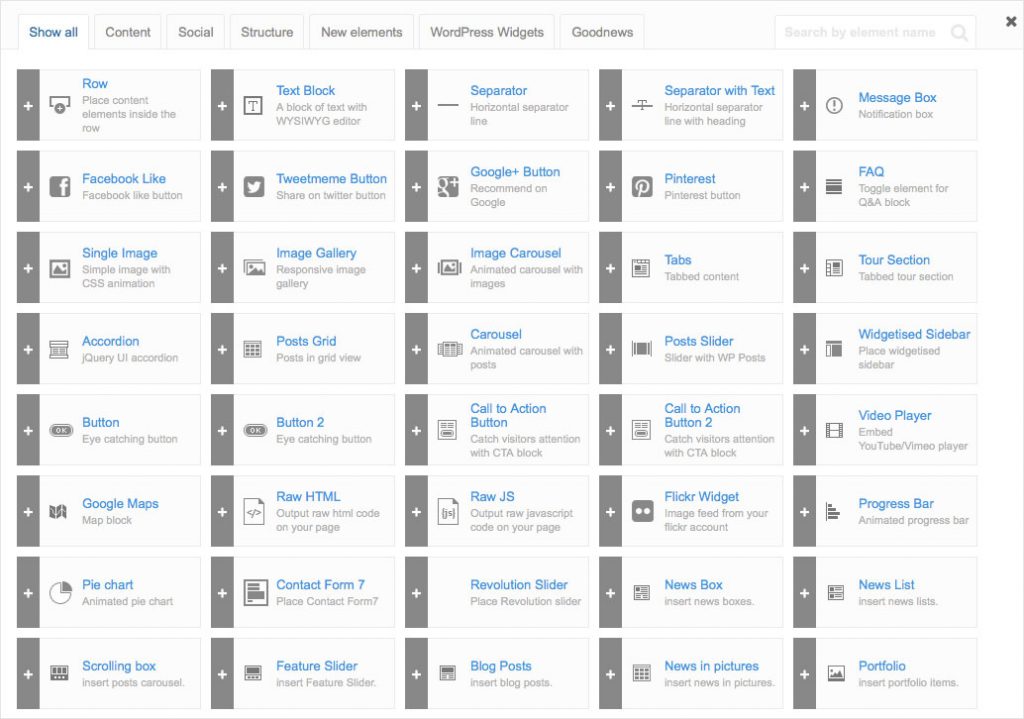 Show all
Content
Social
Structure
New elements
WordPress Widgets
Goodnews
Search by element name
Row
Place content
elements inside the
row
Text Block
A block of text with
WYSIWYG editor
Separator
Horizontal separator
line
Separator with Text
Horizontal separator
line with heading
Message Box
Notification box
Facebook Like
Facebook like button
Tweetmeme Button
Share on twitter button
Google+ Button
Recommend on
Google
Pinterest
Pinterest button
FAQ
Toggle element for
Q&A block
Single Image
Simple image with
CSS animation
Image Gallery
Responsive image
gallery
Image Carousel
Animated carousel with
images
Tabs
Tabbed content
Tour Section
Tabbed tour section
Accordion
jQuery UI accordion
Posts Grid
Posts in grid view
Carousel
Animated carousel with
posts
Posts Slider
Slider with WP Posts
Widgetised Sidebar
Place widgetised
sidebar
OK
Button
Eye catching button
OK
Button 2
Eye catching button
Call to Action
Button
Catch visitors attention
with CTA block
Call to Action
Button 2
Catch visitors attention
with CTA block
Video Player
Embed
YouTube/Vimeo player
Google Maps
Map block
Raw HTML
Output raw html code
on your page
{js}
Raw JS
Output raw javascript
code on your page
Flickr Widget
Image feed from your
flickr account
Progress Bar
Animated progress bar
Pie chart
Animated pie chart
Contact Form 7
Place Contact Form7
Revolution Slider
Place Revolution slider
News Box
insert news boxes.
News List
insert news lists.
Scrolling box
insert posts carousel.
Feature Slider
insert Feature Slider.
Blog Posts
insert blog posts.
News in pictures
insert news in pictures.
Portfolio
insert portfolio items.